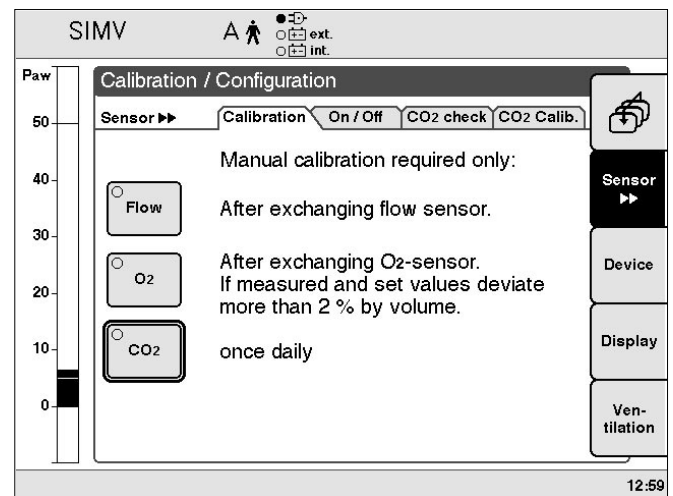 SIMV
A
ext.
int.
Paw
50
40
30
20
10
0
Calibration / Configuration
Sensor ▶▶
Calibration
On / Off
CO2 check
CO2 Calib.
Manual calibration required only:
Flow
After exchanging flow sensor.
O2
After exchanging O2-sensor.
If measured and set values deviate
more than 2 % by volume.
CO2
once daily
Sensor
▶▶
Device
Display
Ven-
tilation
12:59